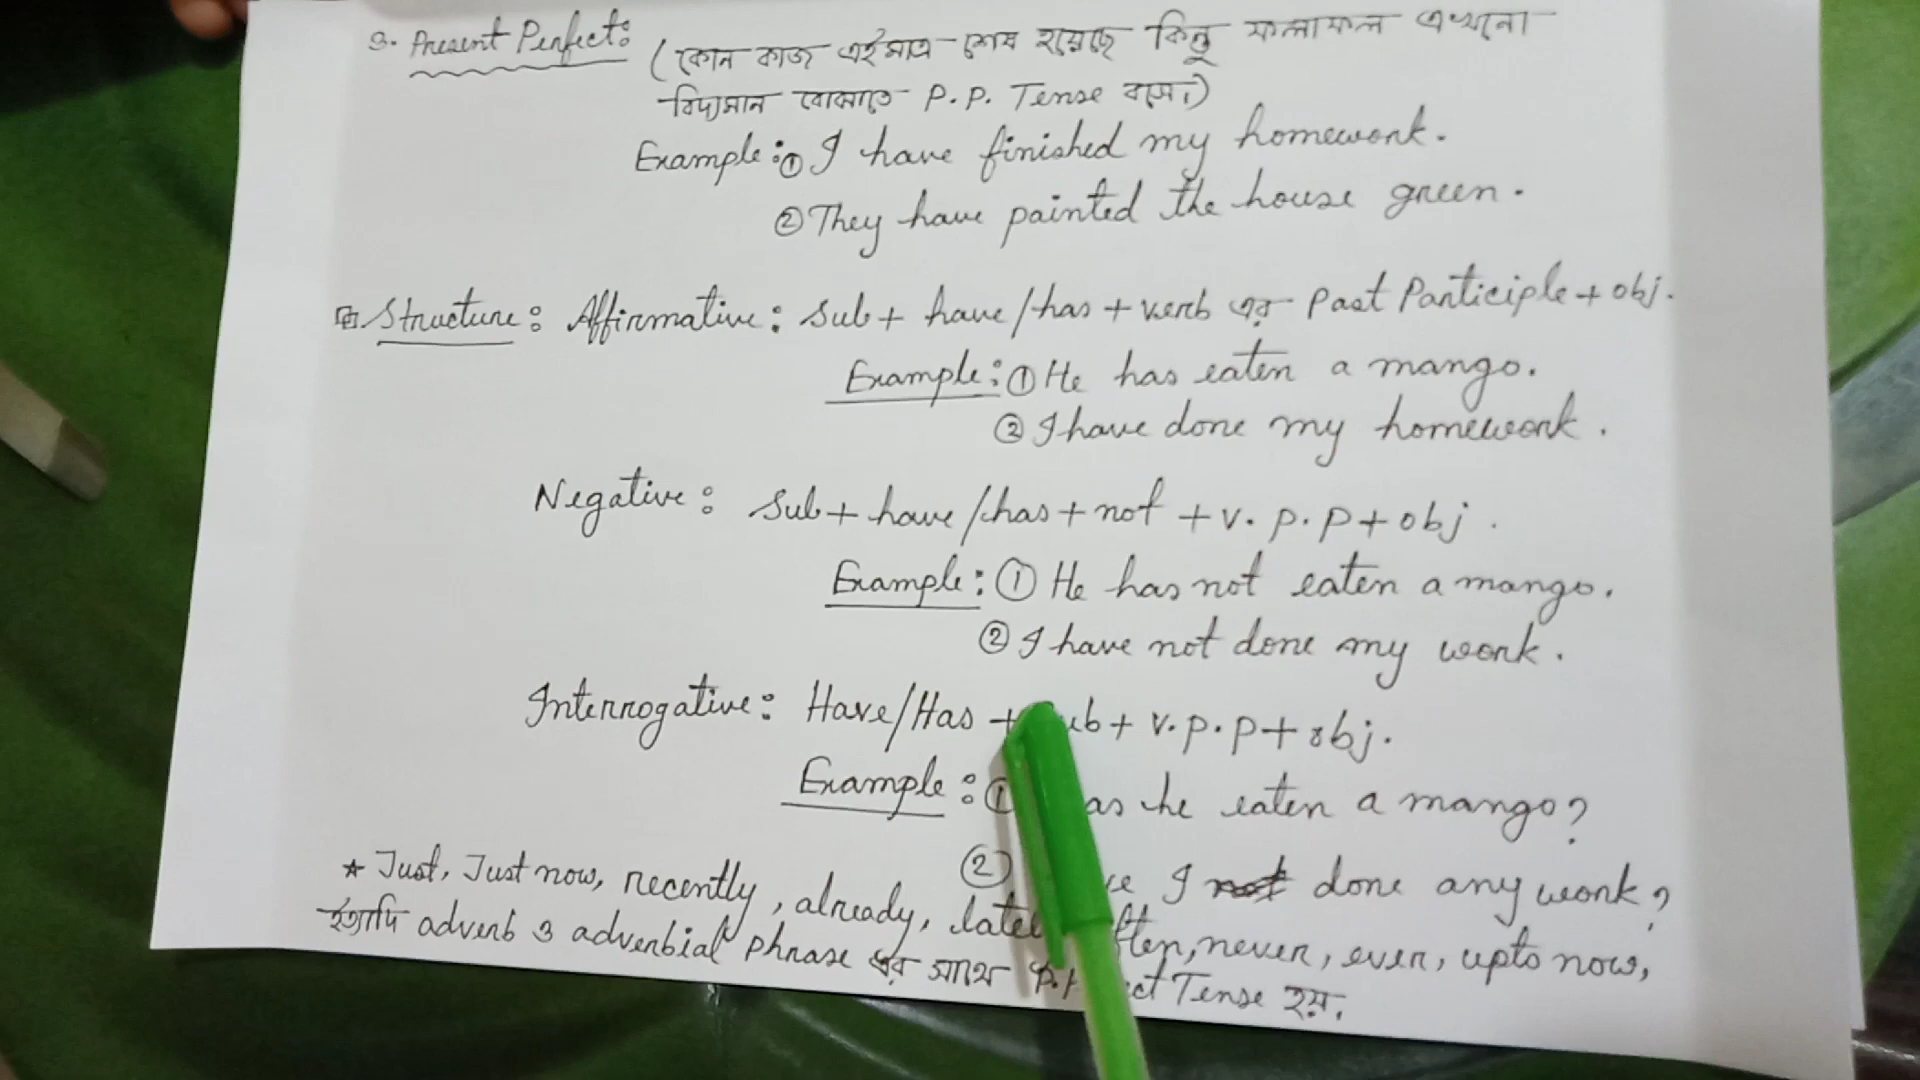 3. Present Perfect: (কোন কাজ এইমাত্র শেষ হয়েছে কিন্তু ফলাফল এখনো
বিদ্যমান বোঝাতে P.P. Tense বসে।)
Example: ① I have finished my homework.
② They have painted the house green.
Structure: Affirmative: Sub + have/has + verb এর Past Participle + obj.
Example: ① He has eaten a mango.
② I have done my homework.
Negative: Sub + have/has + not + v. p. p + obj.
Example: ① He has not eaten a mango.
② I have not done my work.
Interrogative: Have/Has + ub + v. p. p + obj.
Example: ① as he eaten a mango?
② I done any work?
* Just, Just now, recently, already, never, ever, upto now,
ইত্যাদি adverb ও adverbial phrase এর সাথে Tense হয়।